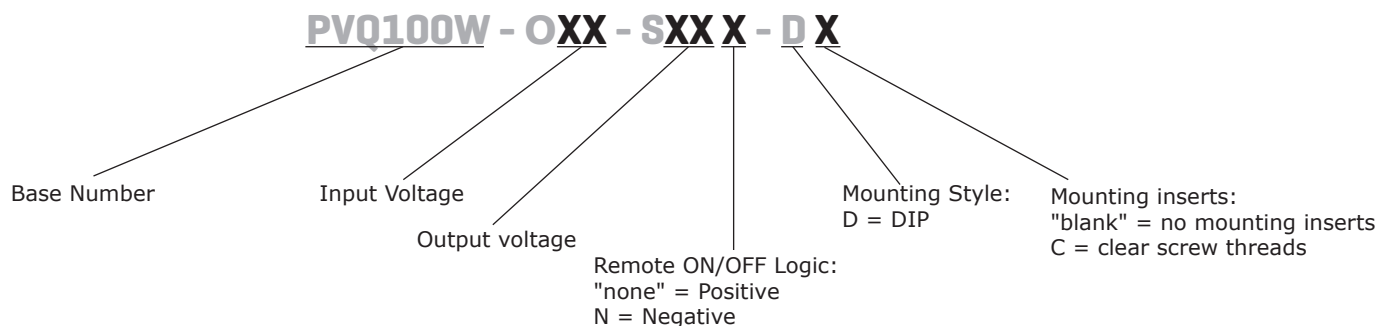 PVQ100W - OXX - SXX X - D X
Base Number
Input Voltage
Output voltage
Remote ON/OFF Logic:
"none" = Positive
N = Negative
Mounting Style:
D = DIP
Mounting inserts:
"blank" = no mounting inserts
C = clear screw threads